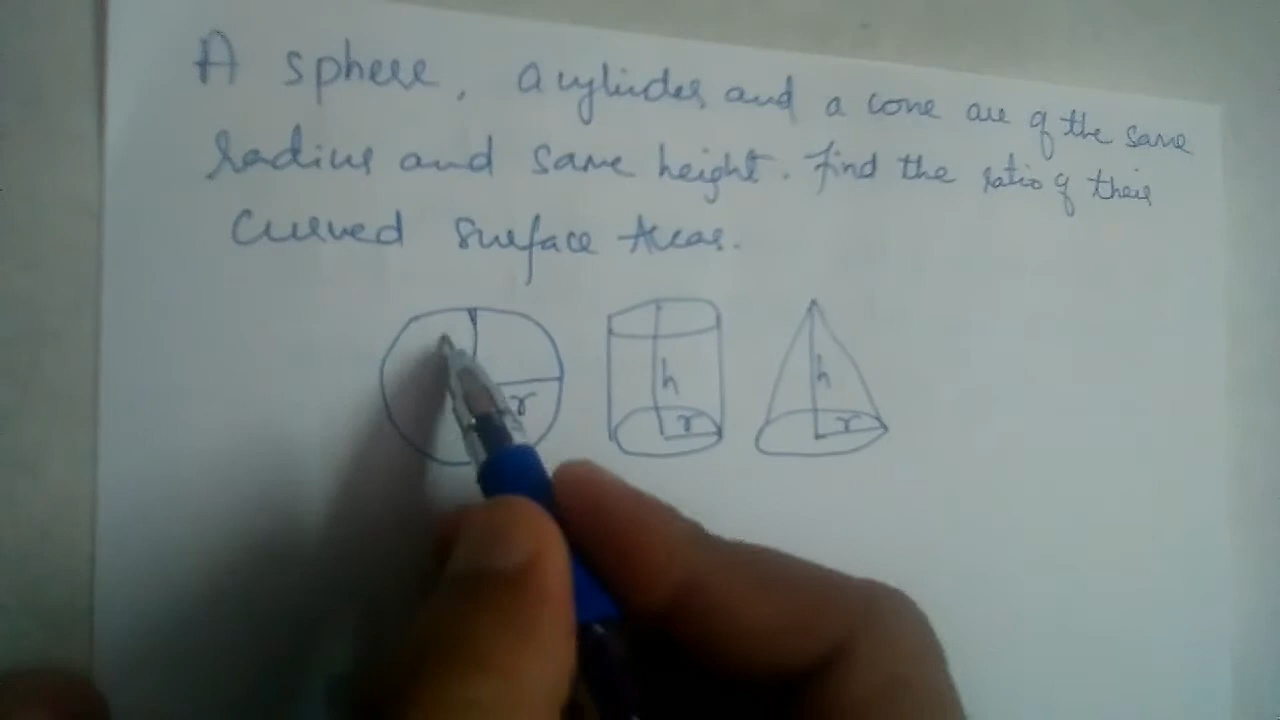 A sphere, a cylinder and a cone are of the same
radius and same height. Find the ratio of their
Curved Surface Areas.
r h r h r